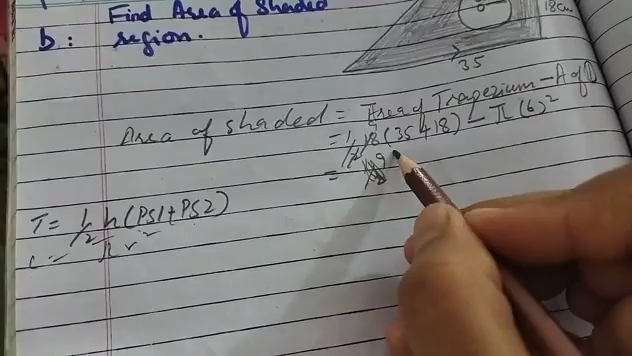 Find Area of shaded
b: region.
18cm
35
Area of shaded = Area of Trapezium - A of O
= 1/2 18(35+18) - π(6)²
= 9
T = 1/2 h(PS1+PS2)